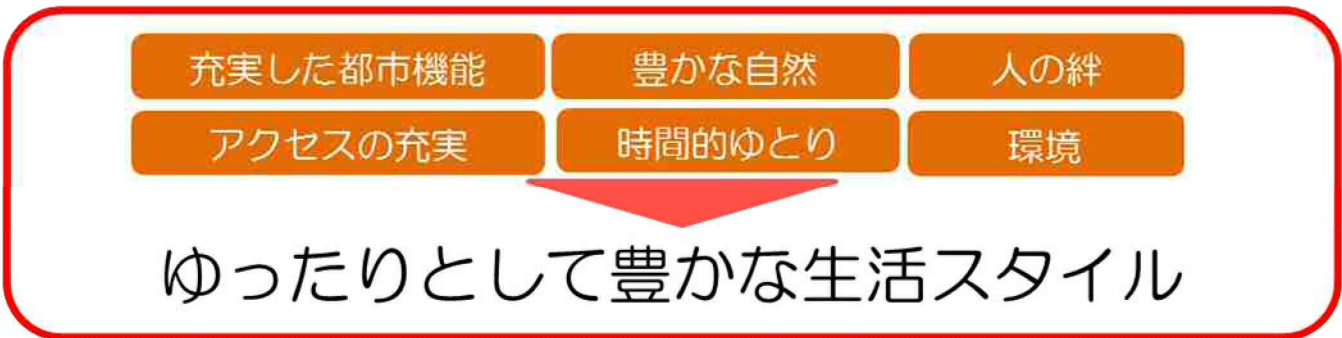 充実した都市機能 豊かな自然 人の絆
アクセスの充実 時間的ゆとり 環境
ゆったりとして豊かな生活スタイル